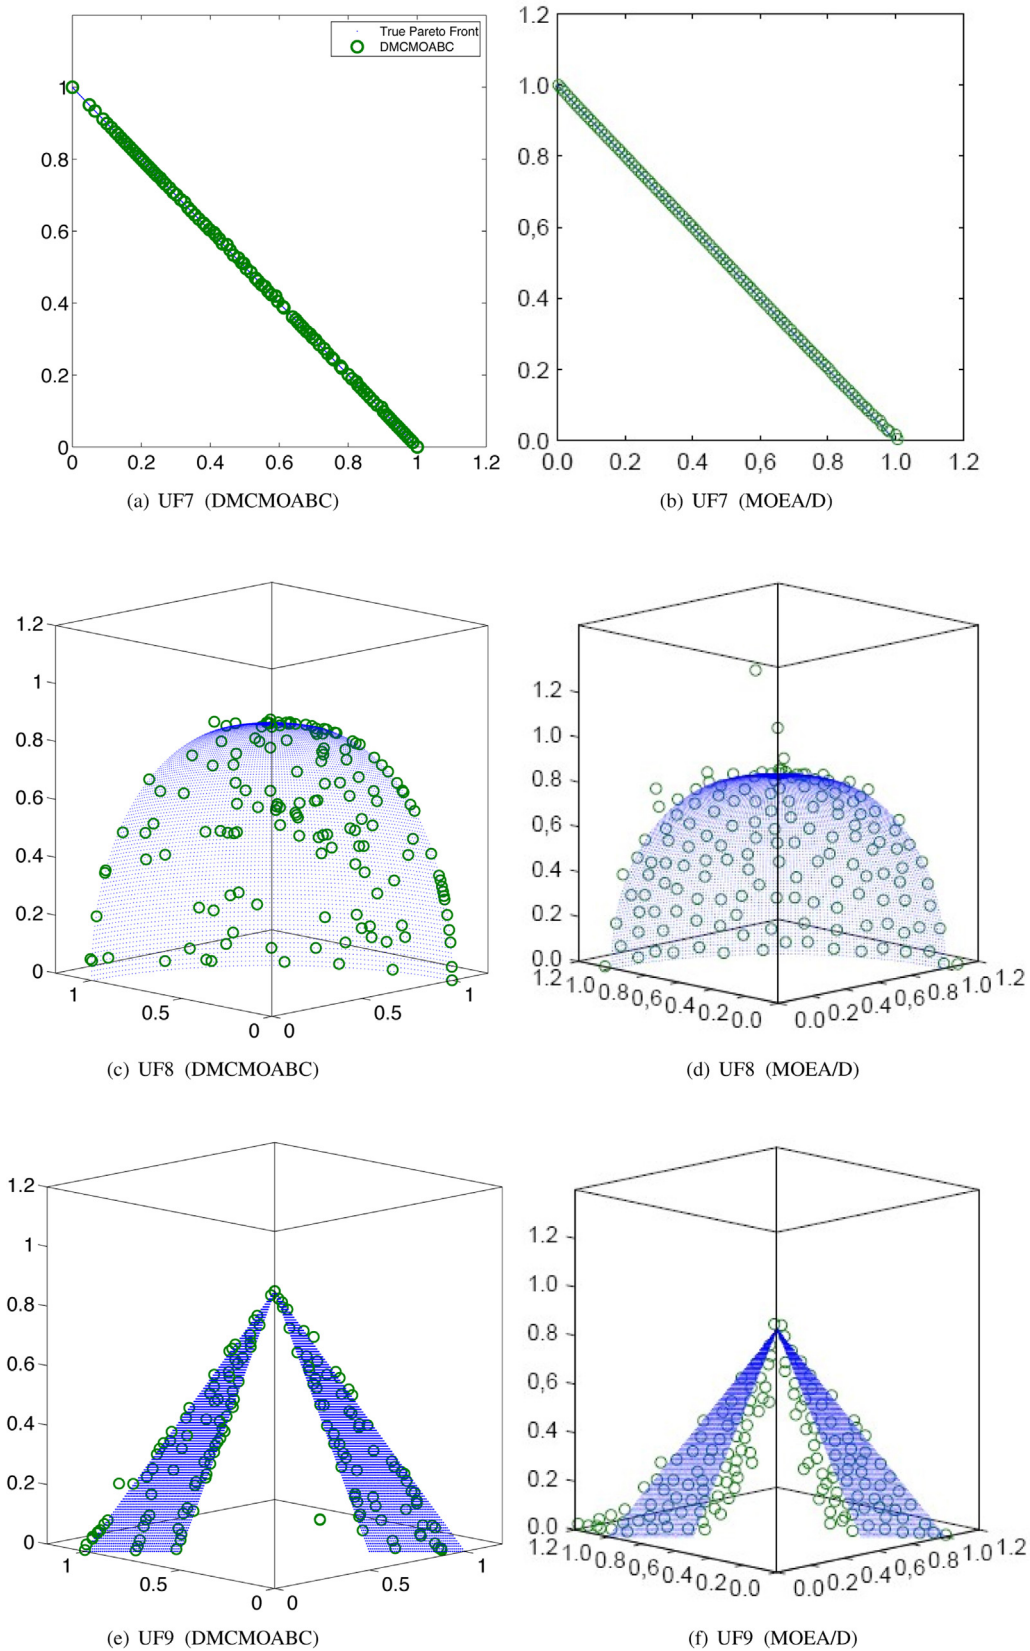 True Pareto Front
DMCMOABC
1
0.8
0.6
0.4
0.2
0
0 0.2 0.4 0.6 0.8 1 1.2
(a) UF7 (DMCMOABC)
1.2
1.0
0.8
0,6
0.4
0.2
0.0
0.0 0.2 0.4 0,6 0.8 1.0 1.2
(b) UF7 (MOEA/D)
1.2
1
0.8
0.6
0.4
0.2
0
1 0.5 0 0 0.5 1
(c) UF8 (DMCMOABC)
1.2
1.0
0.8
0,6
0.4
0.2
0.0
1.2 1.0 0.8 0,6 0.4 0.2 0.0 0.0 0.2 0.4 0,6 0.8 1.0 1.2
(d) UF8 (MOEA/D)
1.2
1
0.8
0.6
0.4
0.2
0
1 0.5 0 0 0.5 1
(e) UF9 (DMCMOABC)
1.2
1.0
0.8
0,6
0.4
0.2
0.0
1.2 1.0 0.8 0,6 0.4 0.2 0.0 0.0 0.2 0.4 0,6 0.8 1.0 1.2
(f) UF9 (MOEA/D)